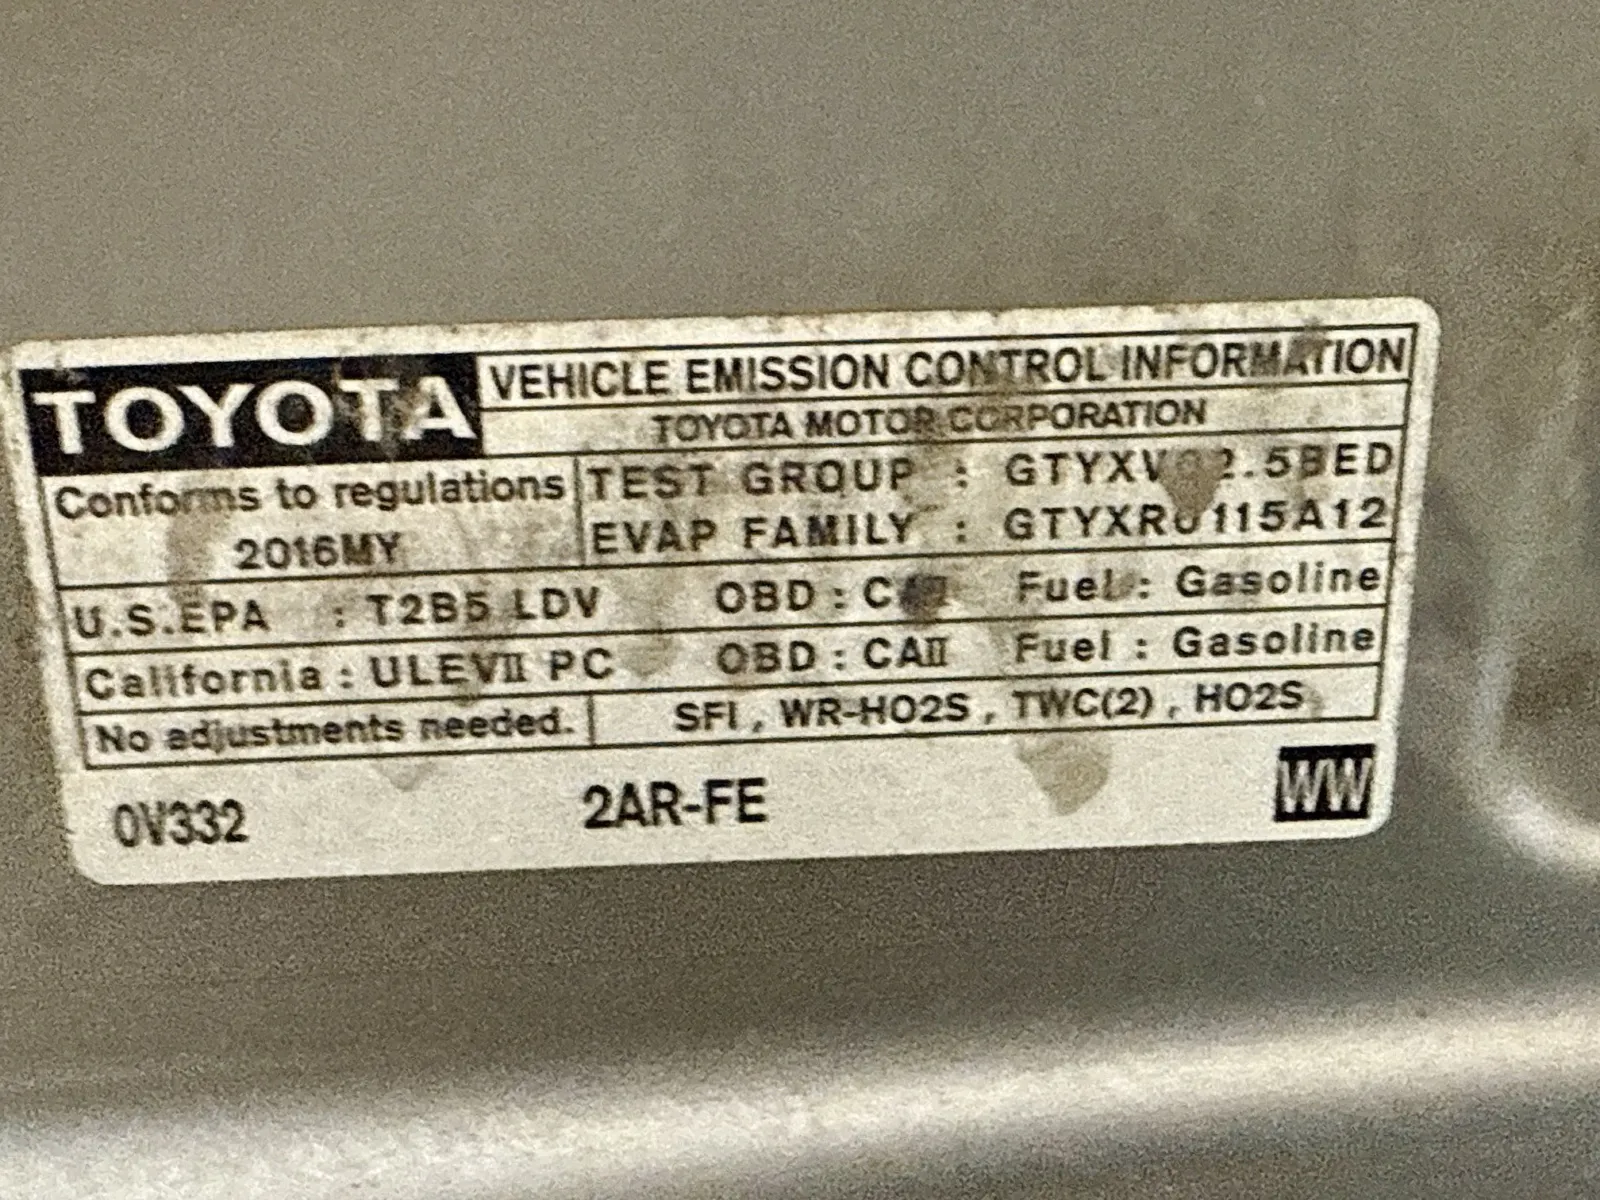 TOYOTA VEHICLE EMISSION CONTROL INFORMATION
TOYOTA MOTOR CORPORATION
Conforms to regulations
2016MY
TEST GROUP :
EVAP FAMILY : GTYXR0115A12
U.S.EPA : T2B5 LDV OBD : Fuel : Gasoline
California : ULEVII PC OBD : CAII Fuel : Gasoline
No adjustments needed. SFI , WR-HO2S , TWC(2) , HO2S
0V332 2AR-FE WW